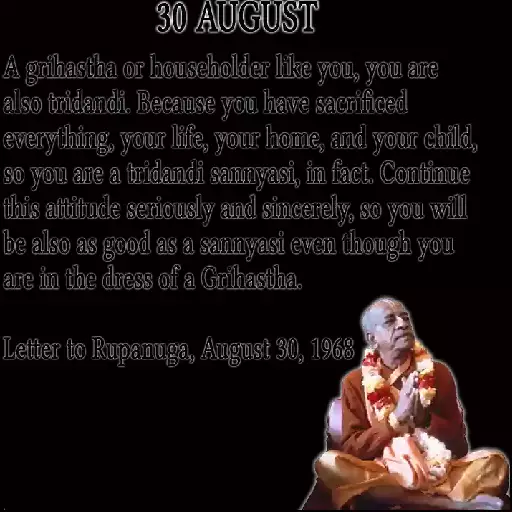 30 AUGUST
A grihastha or householder like you, you are
also tridandi. Because you have sacrificed
everything, your life, your home, and your child,
so you are a tridandi sannyasi, in fact. Continue
this attitude seriously and sincerely, so you will
be also as good as a sannyasi even though you
are in the dress of a Grihastha.
Letter to Rupanuga, August 30, 1968